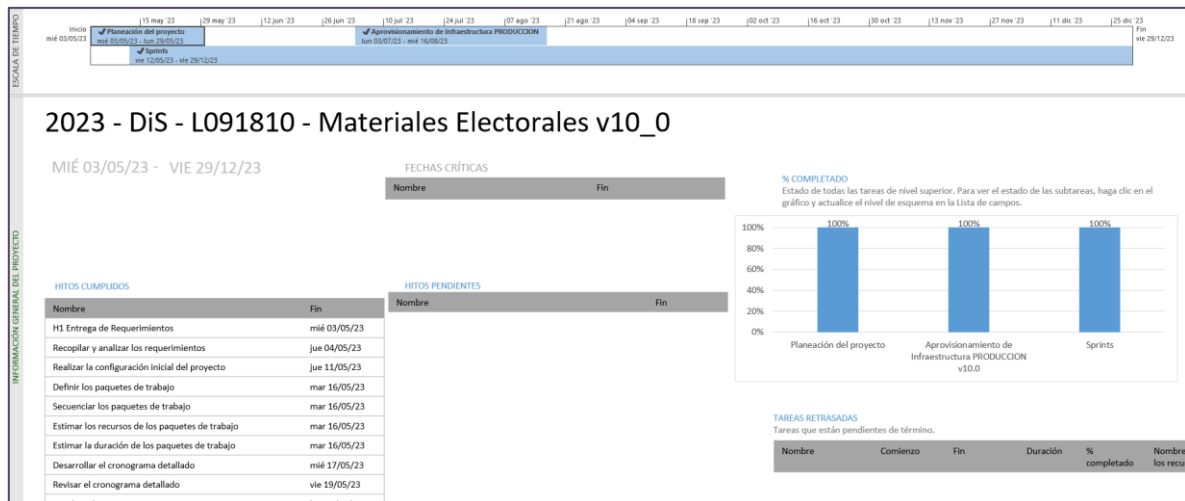 ESCALA DE TIEMPO
15 may '23 29 may '23 12 jun '23 26 jun '23 10 jul '23 24 jul '23 07 ago '23 21 ago '23 04 sep '23 18 sep '23 02 oct '23 16 oct '23 30 oct '23 13 nov '23 27 nov '23 11 dic '23 25 dic '23
Inicio
mié 03/05/23
Planeación del proyecto
mié 03/05/23 - lun 29/05/23
Aprovisionamiento de Infraestructura PRODUCCION
lun 03/07/23 - mié 16/08/23
Sprints
vie 12/05/23 - vie 29/12/23
Fin
vie 29/12/23
INFORMACIÓN GENERAL DEL PROYECTO
2023 - DiS - L091810 - Materiales Electorales v10_0
MIÉ 03/05/23 - VIE 29/12/23
FECHAS CRÍTICAS
Nombre Fin
% COMPLETADO
Estado de todas las tareas de nivel superior. Para ver el estado de las subtareas, haga clic en el
gráfico y actualice el nivel de esquema en la Lista de campos.
100% 100% 100%
100%
80%
60%
40%
20%
0%
Planeación del proyecto
Aprovisionamiento de
Infraestructura PRODUCCION
v10.0
Sprints
HITOS CUMPLIDOS
Nombre Fin
H1 Entrega de Requerimientos mié 03/05/23
Recopilar y analizar los requerimientos jue 04/05/23
Realizar la configuración inicial del proyecto jue 11/05/23
Definir los paquetes de trabajo mar 16/05/23
Secuenciar los paquetes de trabajo mar 16/05/23
Estimar los recursos de los paquetes de trabajo mar 16/05/23
Estimar la duración de los paquetes de trabajo mar 16/05/23
Desarrollar el cronograma detallado mié 17/05/23
Revisar el cronograma detallado vie 19/05/23
HITOS PENDIENTES
Nombre Fin
TAREAS RETRASADAS
Tareas que están pendientes de término.
Nombre Comienzo Fin Duración % completado Nombre
los recu